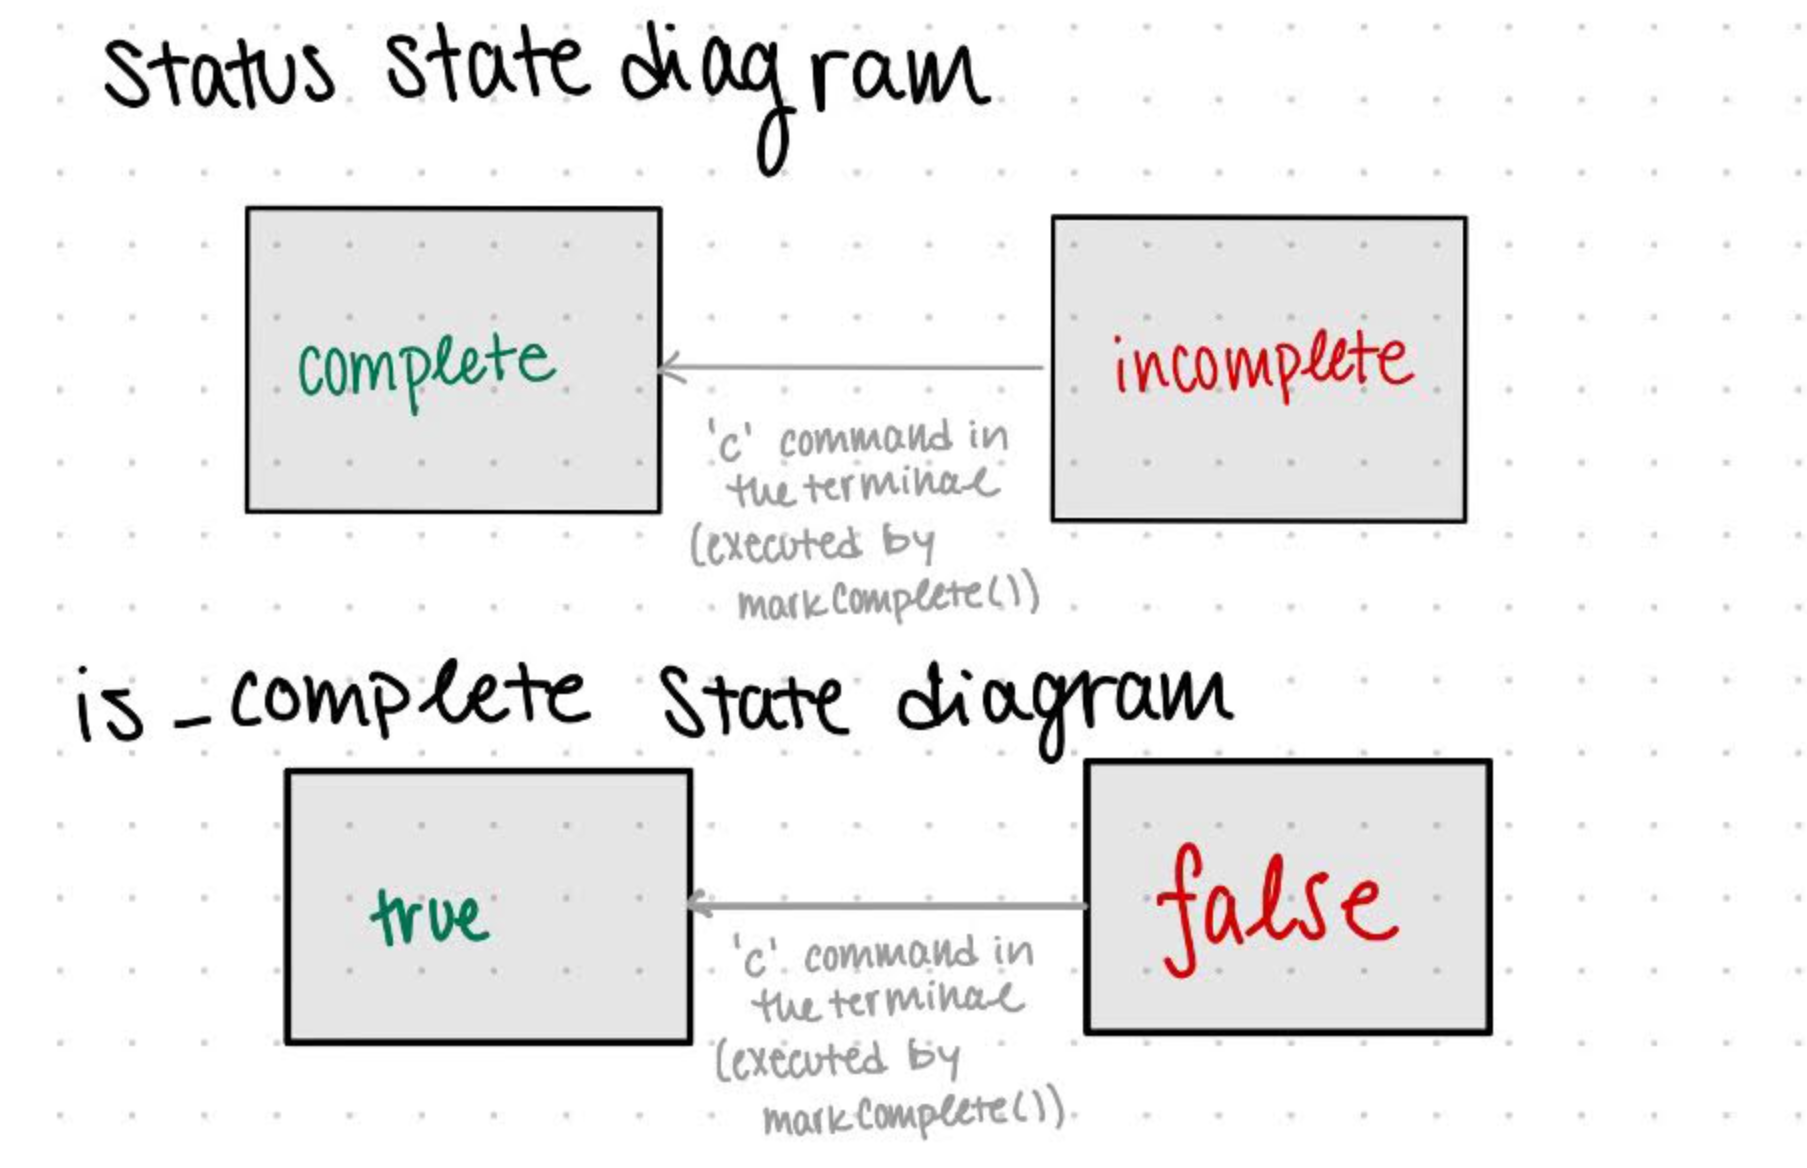 Status state diagram
complete
incomplete
'c' command in
the terminal
(executed by
markComplete())
is_complete State diagram
true
false
'c' command in
the terminal
(executed by
markComplete())